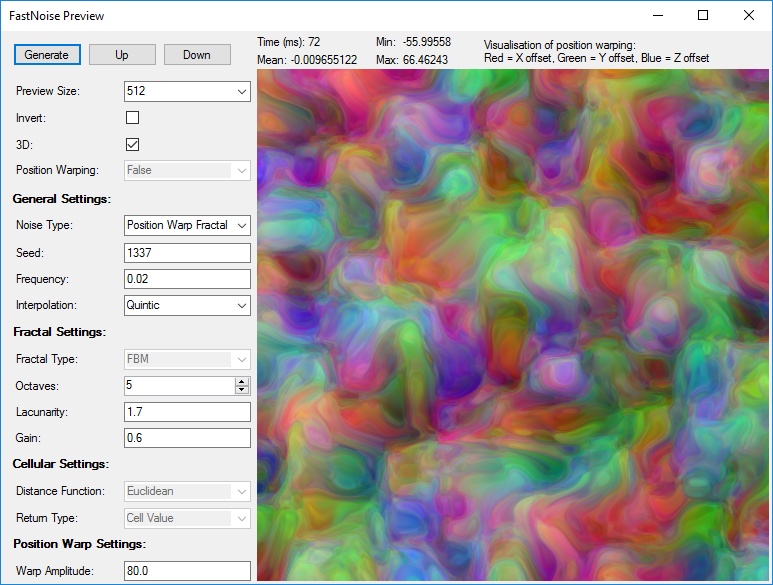 FastNoise Preview
Generate Up Down
Time (ms): 72 Min: -55.99558
Mean: -0.009655122 Max: 66.46243
Visualisation of position warping:
Red = X offset, Green = Y offset, Blue = Z offset
Preview Size: 512
Invert:
3D:
Position Warping: False
General Settings:
Noise Type: Position Warp Fractal
Seed: 1337
Frequency: 0.02
Interpolation: Quintic
Fractal Settings:
Fractal Type: FBM
Octaves: 5
Lacunarity: 1.7
Gain: 0.6
Cellular Settings:
Distance Function: Euclidean
Return Type: Cell Value
Position Warp Settings:
Warp Amplitude: 80.0